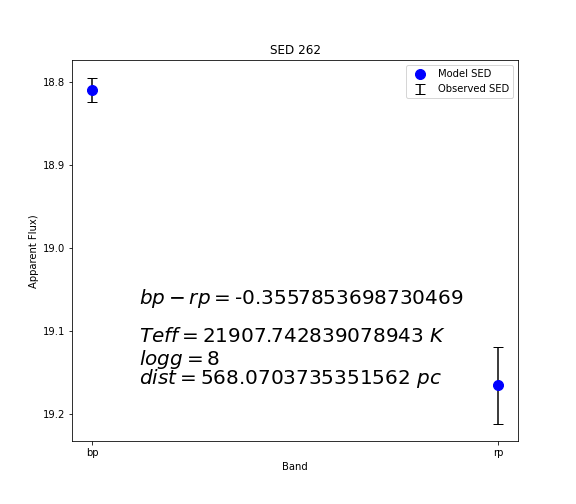 SED 262
Model SED
Observed SED
18.8
18.9
19.0
19.1
19.2
Apparent Flux)
bp − rp = -0.3557853698730469
Teff = 21907.742839078943 K
logg = 8
dist = 568.0703735351562 pc
bp
rp
Band